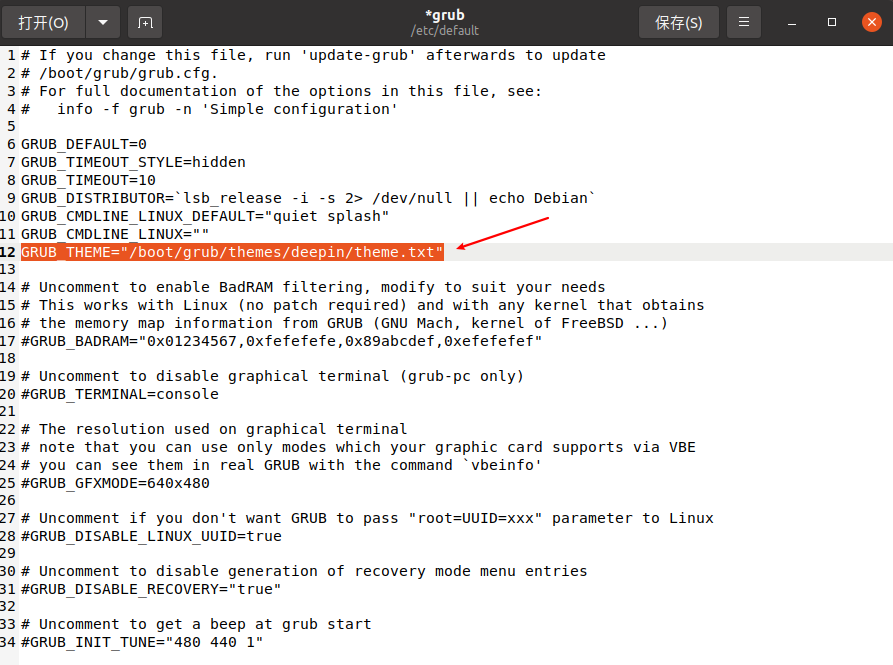 打开(O)
*grub
/etc/default
保存(S)
1 # If you change this file, run 'update-grub' afterwards to update
2 # /boot/grub/grub.cfg.
3 # For full documentation of the options in this file, see:
4 #   info -f grub -n 'Simple configuration'
5
6 GRUB_DEFAULT=0
7 GRUB_TIMEOUT_STYLE=hidden
8 GRUB_TIMEOUT=10
9 GRUB_DISTRIBUTOR=`lsb_release -i -s 2> /dev/null || echo Debian`
10 GRUB_CMDLINE_LINUX_DEFAULT="quiet splash"
11 GRUB_CMDLINE_LINUX=""
12 GRUB_THEME="/boot/grub/themes/deepin/theme.txt"
13
14 # Uncomment to enable BadRAM filtering, modify to suit your needs
15 # This works with Linux (no patch required) and with any kernel that obtains
16 # the memory map information from GRUB (GNU Mach, kernel of FreeBSD ...)
17 #GRUB_BADRAM="0x01234567,0xfefefefe,0x89abcdef,0xefefefef"
18
19 # Uncomment to disable graphical terminal (grub-pc only)
20 #GRUB_TERMINAL=console
21
22 # The resolution used on graphical terminal
23 # note that you can use only modes which your graphic card supports via VBE
24 # you can see them in real GRUB with the command `vbeinfo'
25 #GRUB_GFXMODE=640x480
26
27 # Uncomment if you don't want GRUB to pass "root=UUID=xxx" parameter to Linux
28 #GRUB_DISABLE_LINUX_UUID=true
29
30 # Uncomment to disable generation of recovery mode menu entries
31 #GRUB_DISABLE_RECOVERY="true"
32
33 # Uncomment to get a beep at grub start
34 #GRUB_INIT_TUNE="480 440 1"